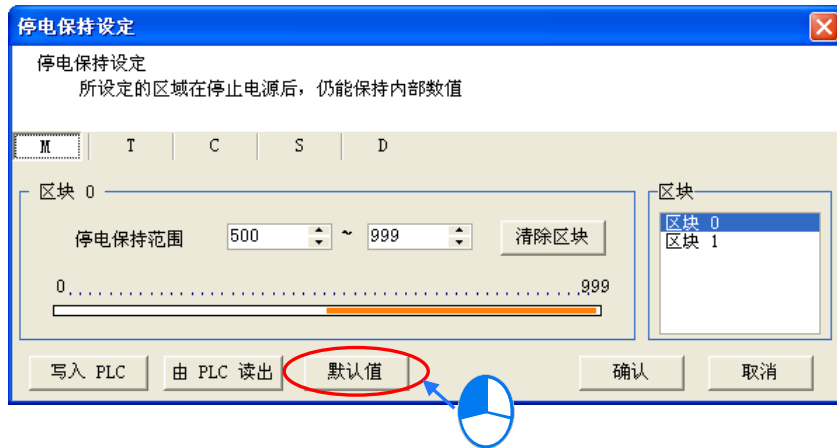 停电保持设定
停电保持设定
所设定的区域在停止电源后，仍能保持内部数值
M T C S D
区块 0
停电保持范围 500 ~ 999 清除区块
0 999
区块
区块 0
区块 1
写入 PLC 由 PLC 读出 默认值 确认 取消